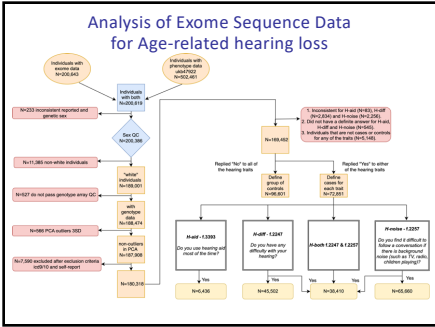 Analysis of Exome Sequence Data
for Age-related hearing loss
Individuals with
exome data
N=200,643
Individuals with
phenotype data
ukb47922
N=502,461
Individuals
with both
N=200,619
N=233 inconsistent reported and
genetic sex
Sex QC
N=200,386
N=11,385 non-white individuals
"white"
individuals
N=189,001
N=527 do not pass genotype array QC
with
genotype data
N=188,474
N=566 PCA outliers 3SD
non-outliers
in PCA
N=187,908
N=7,590 excluded after exclusion criteria
icd9/10 and self-report
N=180,318
N=169,452
1. Inconsistent for H-aid (N=83), H-diff
(N=2,834) and H-noise (N=2,256).
2. Did not have a definite answer for H-aid,
H-diff and H-noise (N=545).
3. Individuals that are not cases or controls
for any of the traits (N=5,148).
Replied "No" to all of
the hearing traits
Replied "Yes" to either
of the hearing traits
Define
group of
controls
N=96,601
Define
cases for
each trait
N=72,851
H-aid - f.3393
Do you use hearing aid
most of the time?
H-diff - f.2247
Do you have any
difficulty with your
hearing?
H-both f.2247 & f.2257
H-noise - f.2257
Do you find it difficult to
follow a conversation if
there is background
noise (such as TV, radio,
children playing)?
Yes
Yes
Yes
Yes
N=6,436
N=45,502
N=38,410
N=65,660